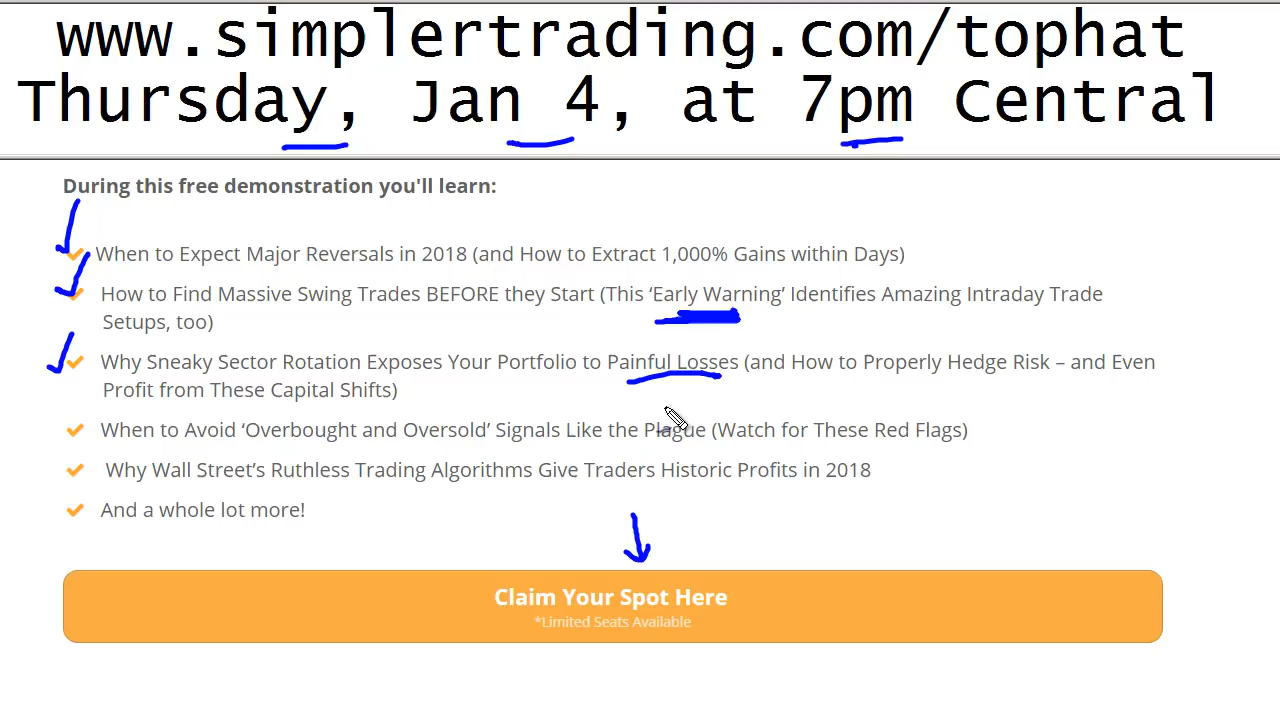 www.simplertrading.com/tophat
Thursday, Jan 4, at 7pm Central
During this free demonstration you'll learn:
When to Expect Major Reversals in 2018 (and How to Extract 1,000% Gains within Days)
How to Find Massive Swing Trades BEFORE they Start (This ‘Early Warning’ Identifies Amazing Intraday Trade
Setups, too)
Why Sneaky Sector Rotation Exposes Your Portfolio to Painful Losses (and How to Properly Hedge Risk – and Even
Profit from These Capital Shifts)
When to Avoid ‘Overbought and Oversold’ Signals Like the Plague (Watch for These Red Flags)
Why Wall Street’s Ruthless Trading Algorithms Give Traders Historic Profits in 2018
And a whole lot more!
Claim Your Spot Here
*Limited Seats Available